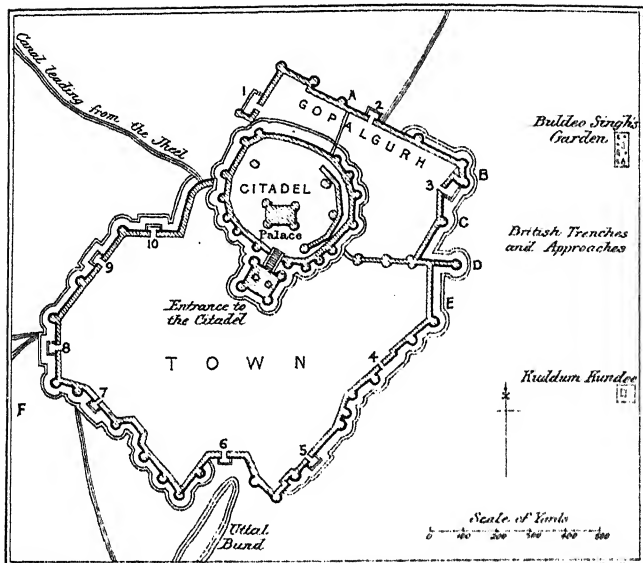 Canal leading from the Jheel
1
GOPALGURH
A
2
Buldeo Singh's
Garden
B
3
CITADEL
Palace
C
British Trenches
and Approaches
D
10
9
E
Entrance to
the Citadel
8
TOWN
4
7
F
Kuddum Kundee
6
5
Uttal
Bund
Scale of Yards
0 100 200 300 400 500